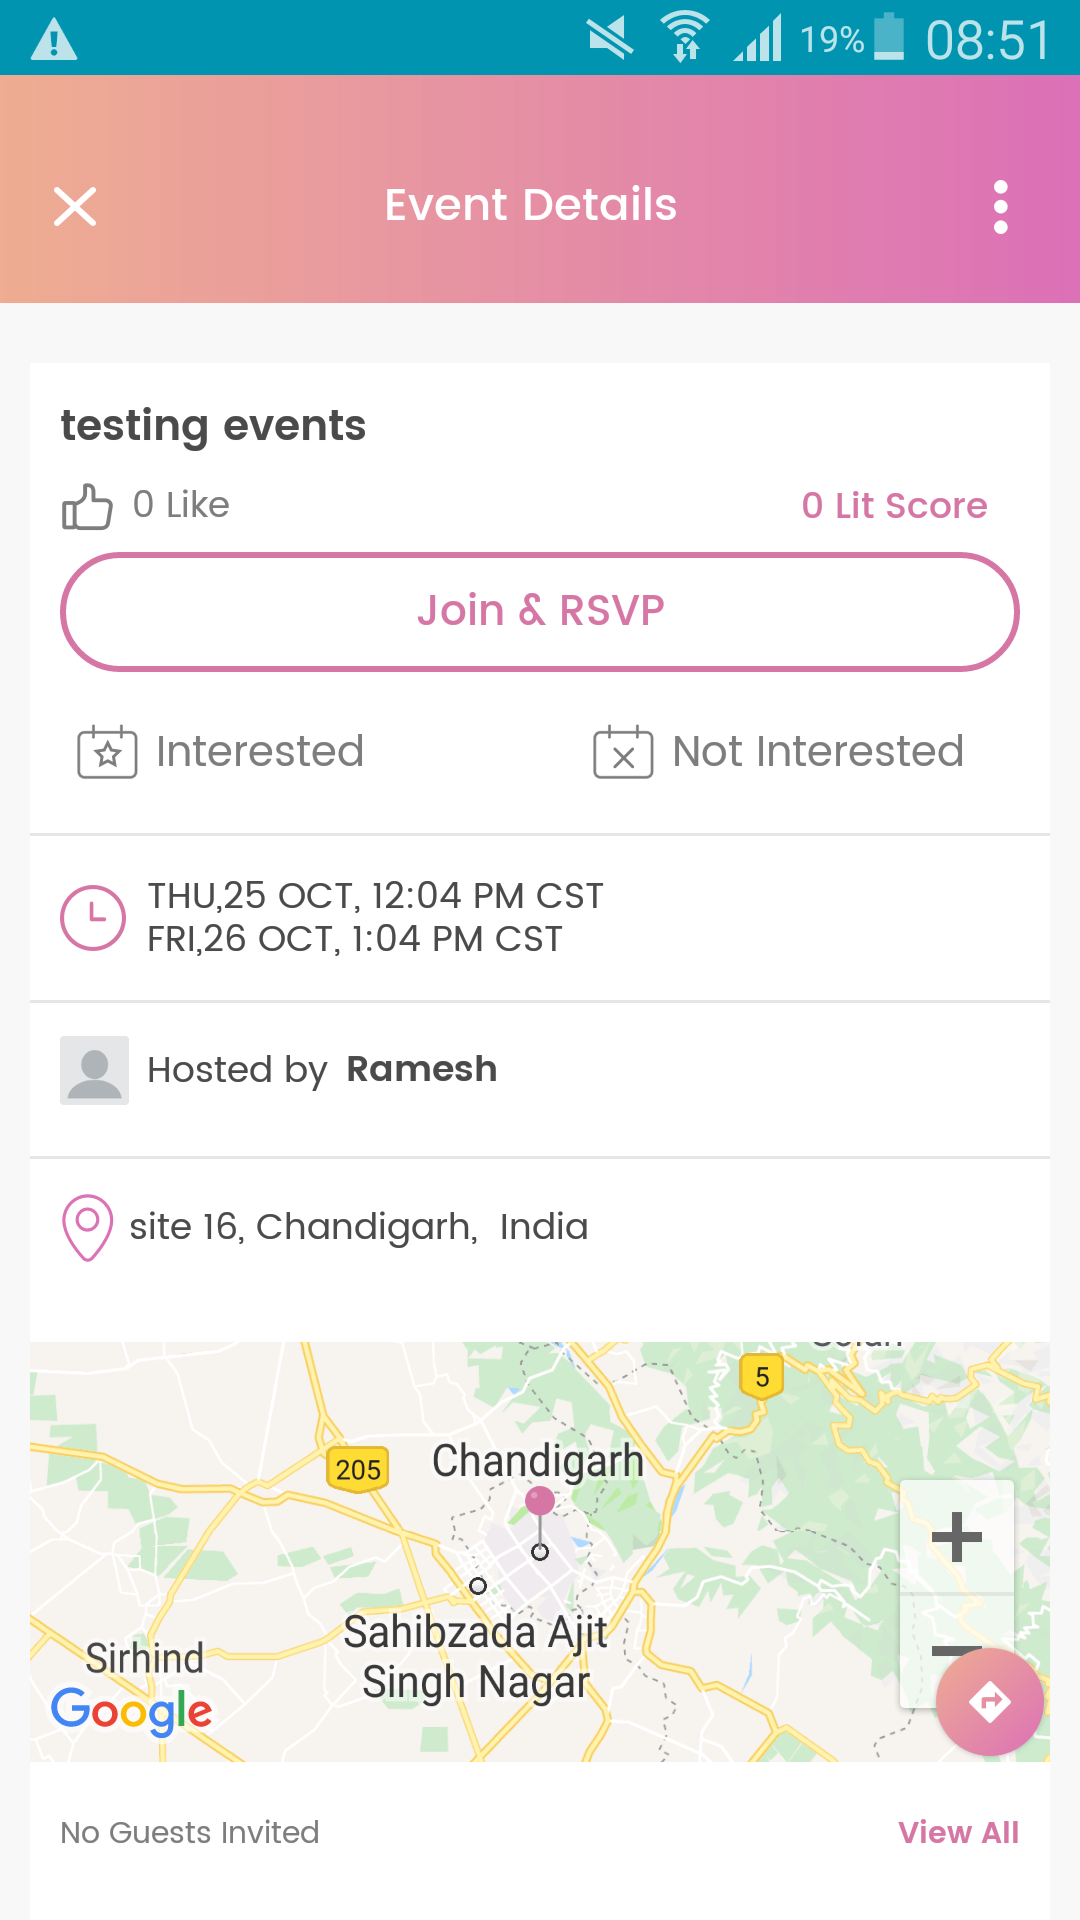 19% 08:51
Event Details
testing events
0 Like
0 Lit Score
Join & RSVP
Interested
Not Interested
THU,25 OCT, 12:04 PM CST
FRI,26 OCT, 1:04 PM CST
Hosted by Ramesh
site 16, Chandigarh, India
5
Chandigarh
205
Sahibzada Ajit
Singh Nagar
Sirhind
Google
No Guests Invited
View All